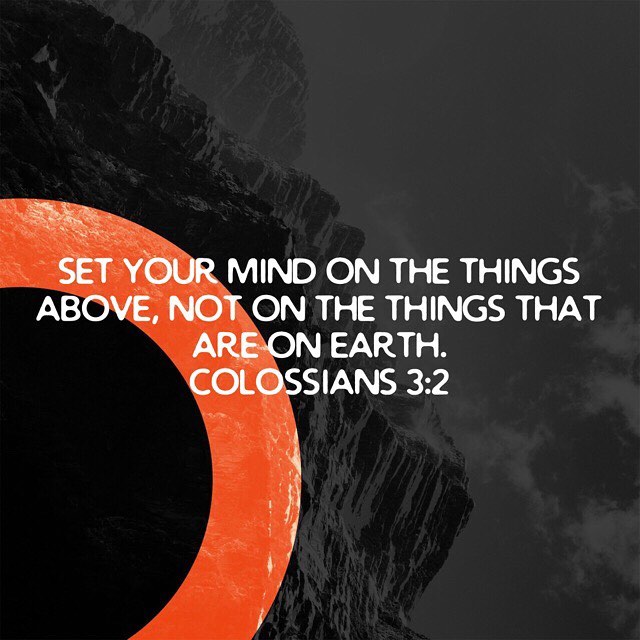 SET YOUR MIND ON THE THINGS
ABOVE, NOT ON THE THINGS THAT
ARE ON EARTH.
COLOSSIANS 3:2